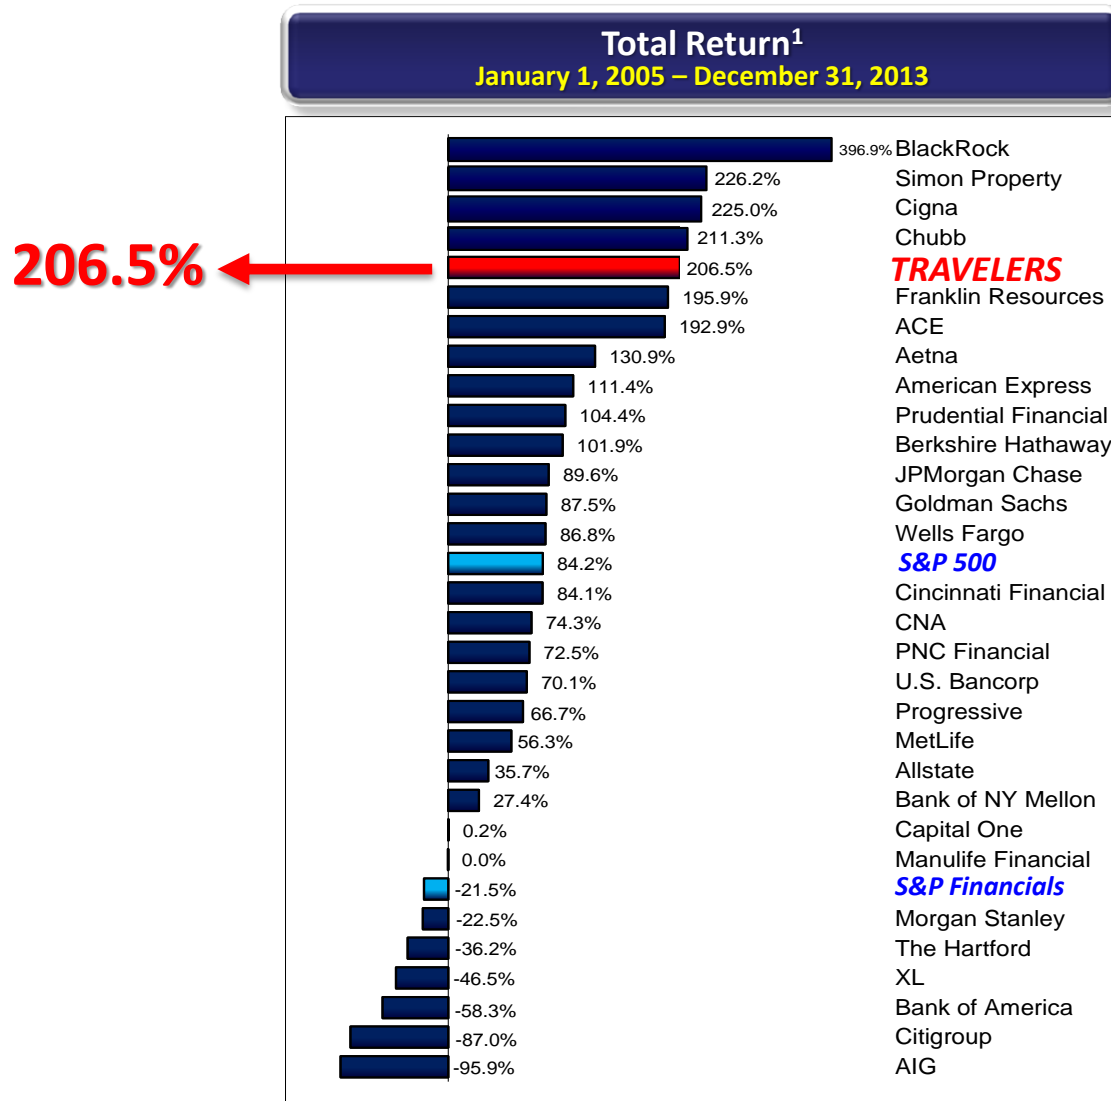 Total Return¹
January 1, 2005 – December 31, 2013
396.9% BlackRock
226.2% Simon Property
225.0% Cigna
211.3% Chubb
206.5% 206.5% TRAVELERS
195.9% Franklin Resources
192.9% ACE
130.9% Aetna
111.4% American Express
104.4% Prudential Financial
101.9% Berkshire Hathaway
89.6% JPMorgan Chase
87.5% Goldman Sachs
86.8% Wells Fargo
84.2% S&P 500
84.1% Cincinnati Financial
74.3% CNA
72.5% PNC Financial
70.1% U.S. Bancorp
66.7% Progressive
56.3% MetLife
35.7% Allstate
27.4% Bank of NY Mellon
0.2% Capital One
0.0% Manulife Financial
-21.5% S&P Financials
-22.5% Morgan Stanley
-36.2% The Hartford
-46.5% XL
-58.3% Bank of America
-87.0% Citigroup
-95.9% AIG